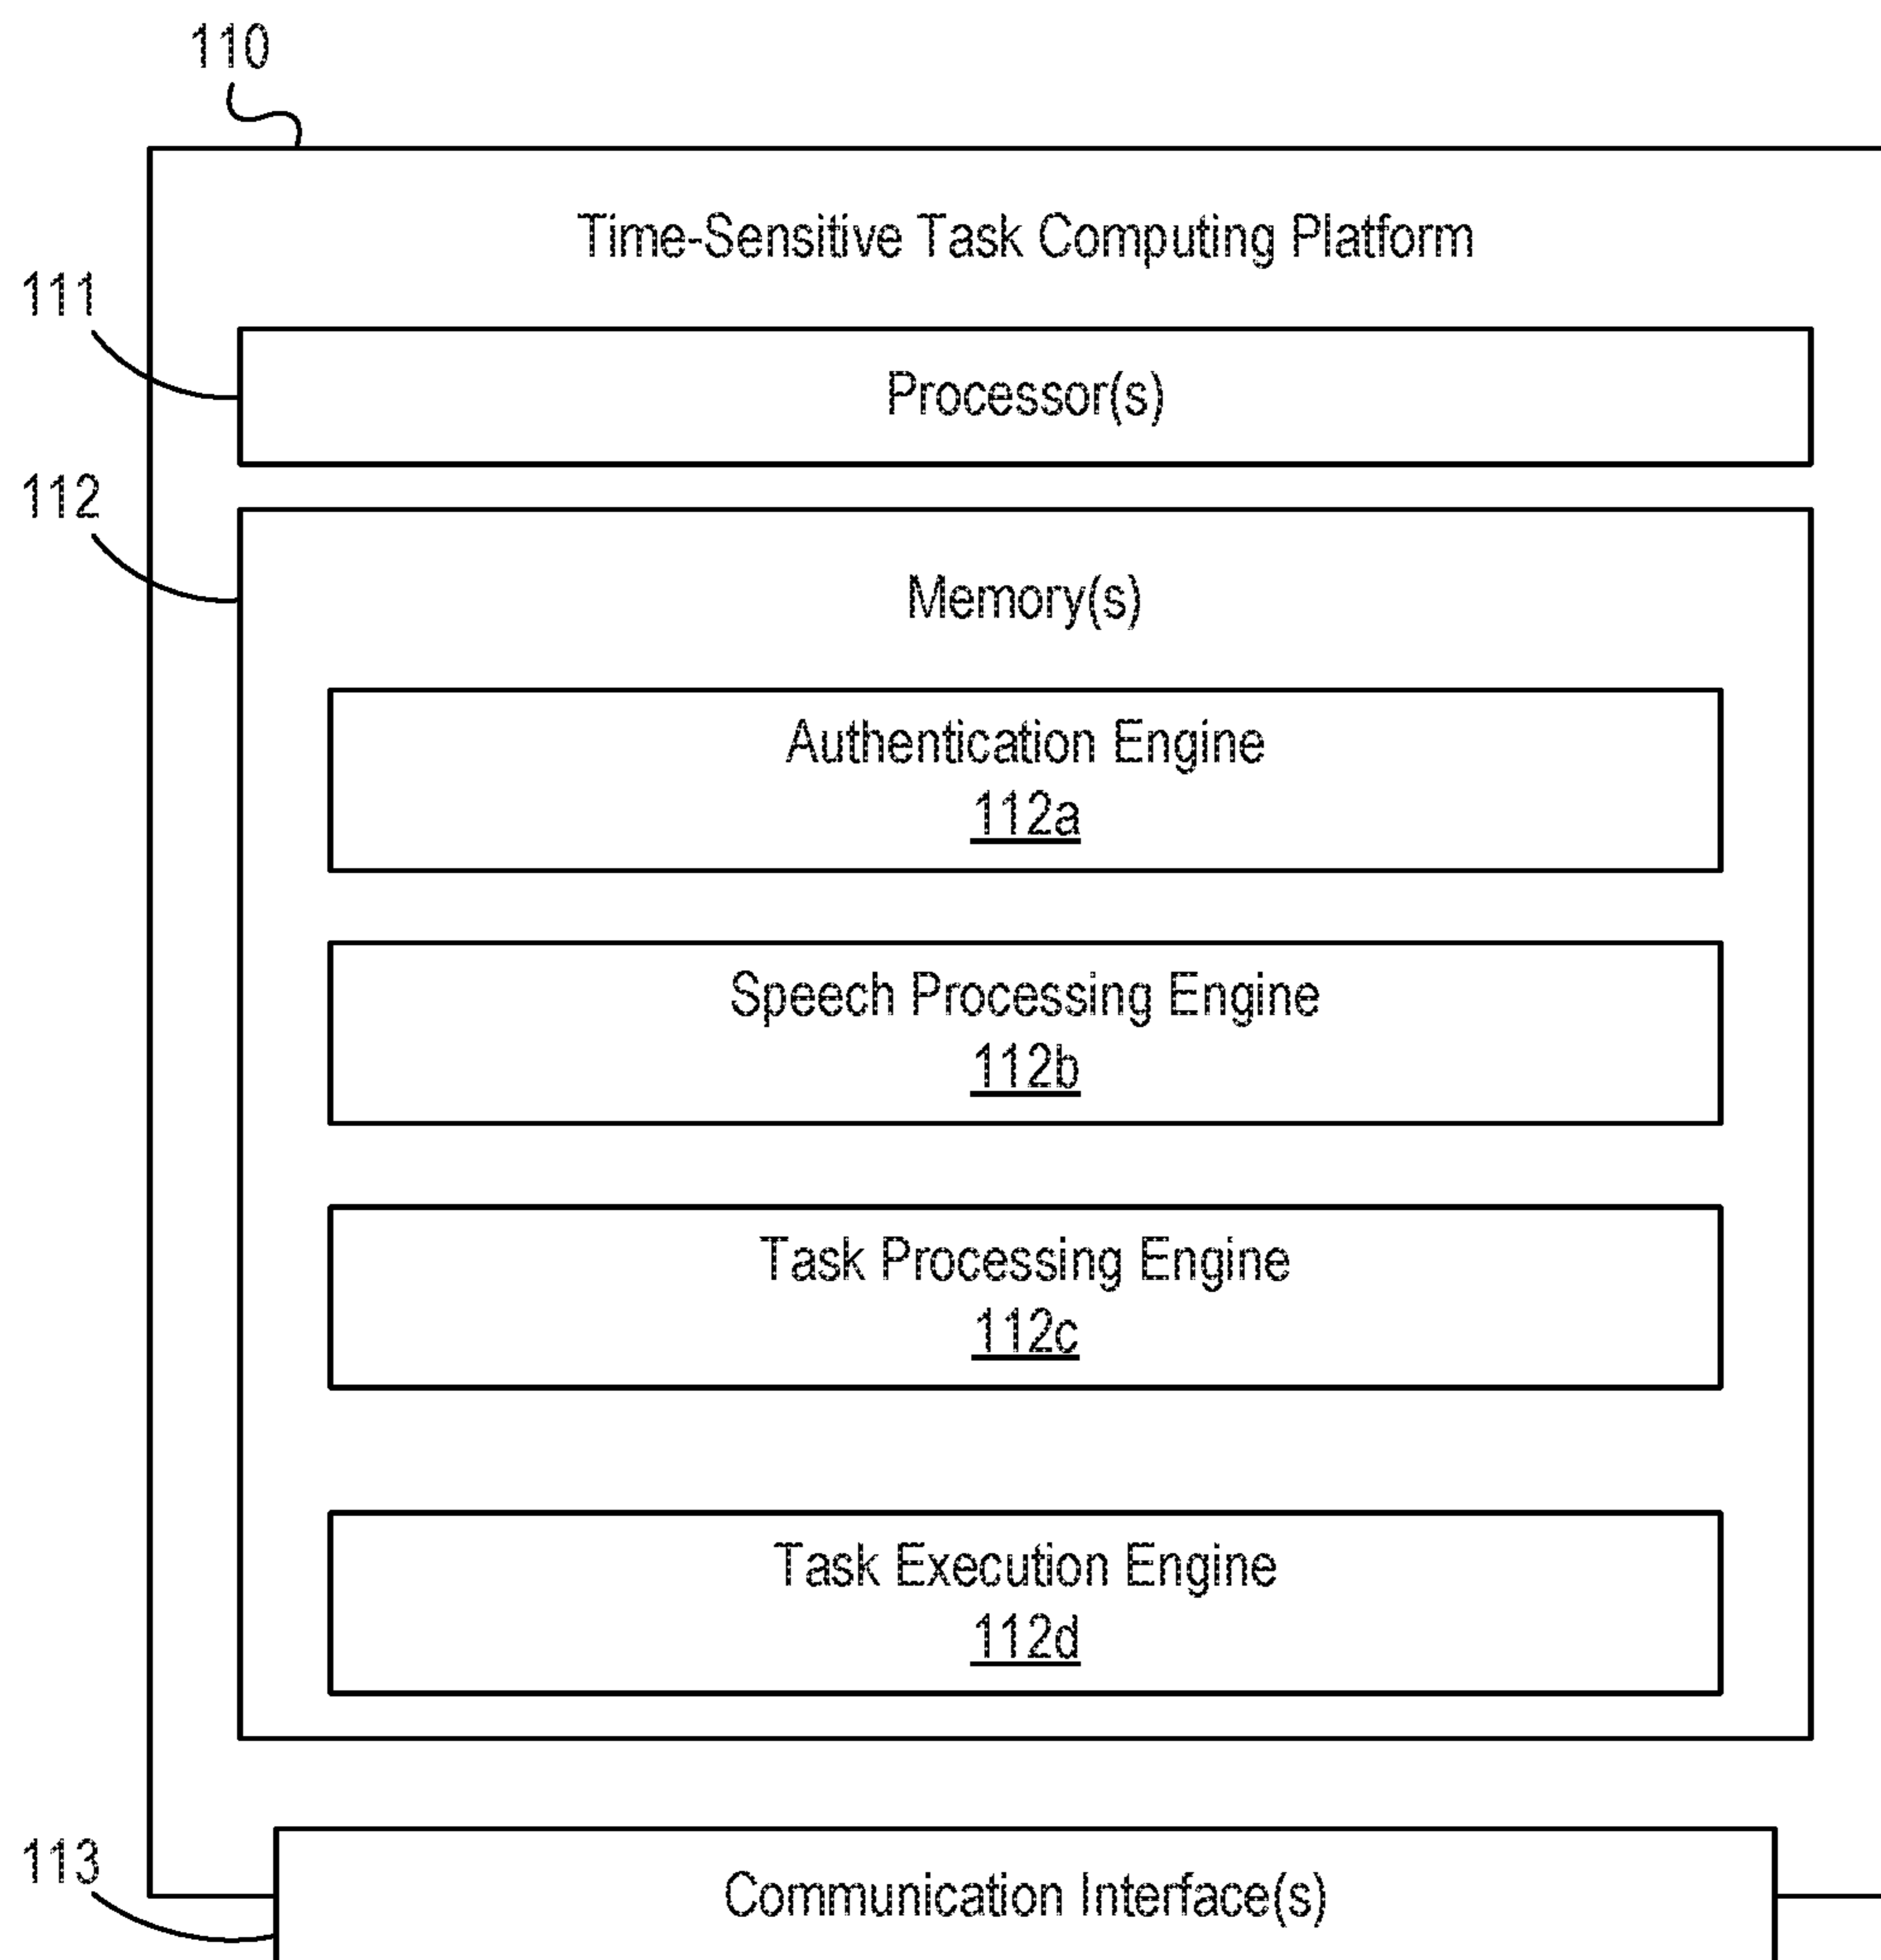 110
Time-Sensitive Task Computing Platform
111
Processor(s)
112
Memory(s)
Authentication Engine
112a
Speech Processing Engine
112b
Task Processing Engine
112c
Task Execution Engine
112d
113
Communication Interface(s)